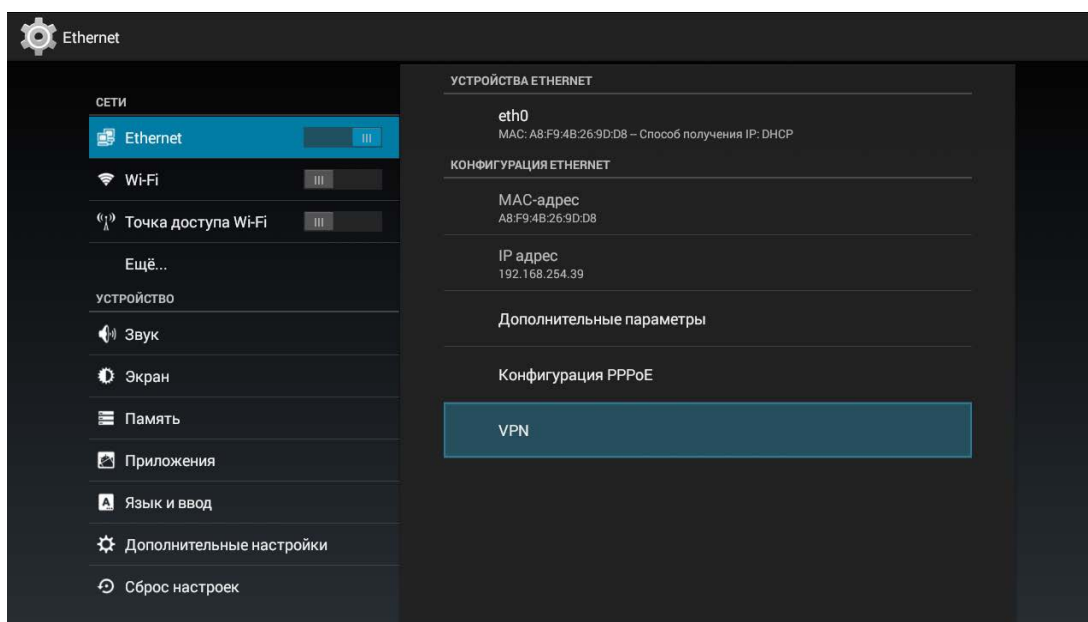 Ethernet
СЕТИ
Ethernet
Wi-Fi
Точка доступа Wi-Fi
Ещё...
УСТРОЙСТВО
Звук
Экран
Память
Приложения
Язык и ввод
Дополнительные настройки
Сброс настроек
УСТРОЙСТВА ETHERNET
eth0
MAC: A8:F9:4B:26:9D:D8 – Способ получения IP: DHCP
КОНФИГУРАЦИЯ ETHERNET
MAC-адрес
A8:F9:4B:26:9D:D8
IP адрес
192.168.254.39
Дополнительные параметры
Конфигурация PPPoE
VPN